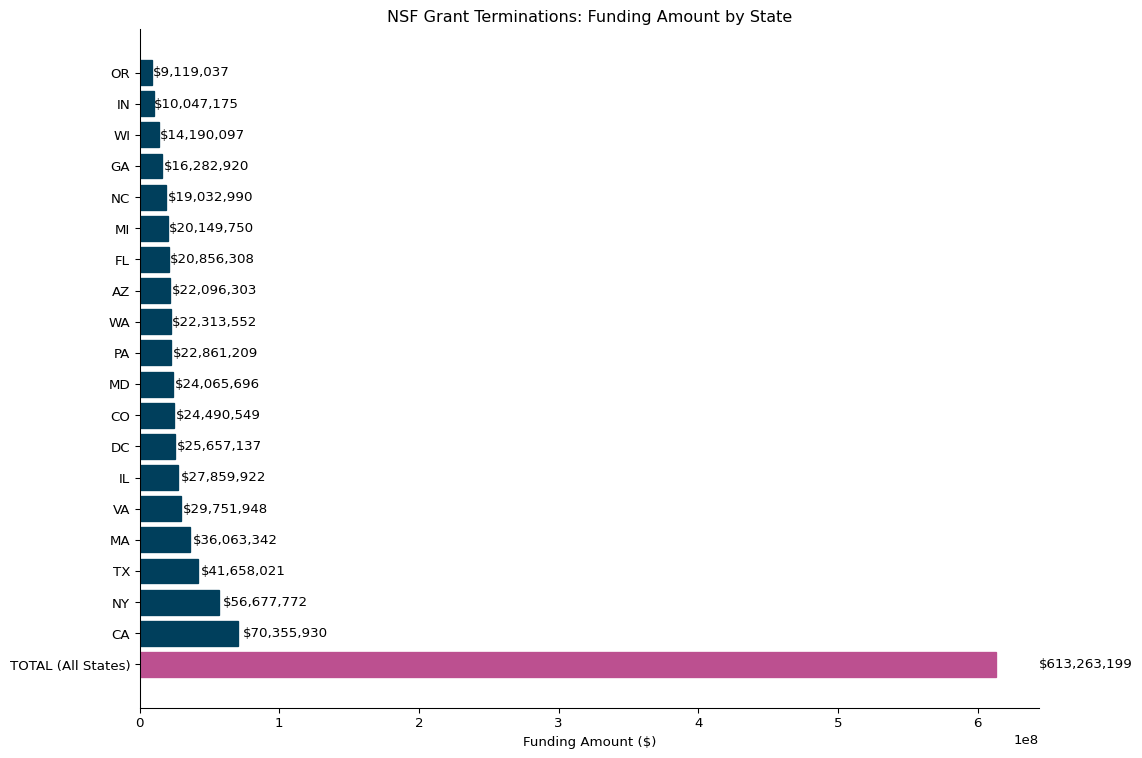 NSF Grant Terminations: Funding Amount by State
OR $9,119,037
IN $10,047,175
WI $14,190,097
GA $16,282,920
NC $19,032,990
MI $20,149,750
FL $20,856,308
AZ $22,096,303
WA $22,313,552
PA $22,861,209
MD $24,065,696
CO $24,490,549
DC $25,657,137
IL $27,859,922
VA $29,751,948
MA $36,063,342
TX $41,658,021
NY $56,677,772
CA $70,355,930
TOTAL (All States) $613,263,199
0 1 2 3 4 5 6
1e8
Funding Amount ($)